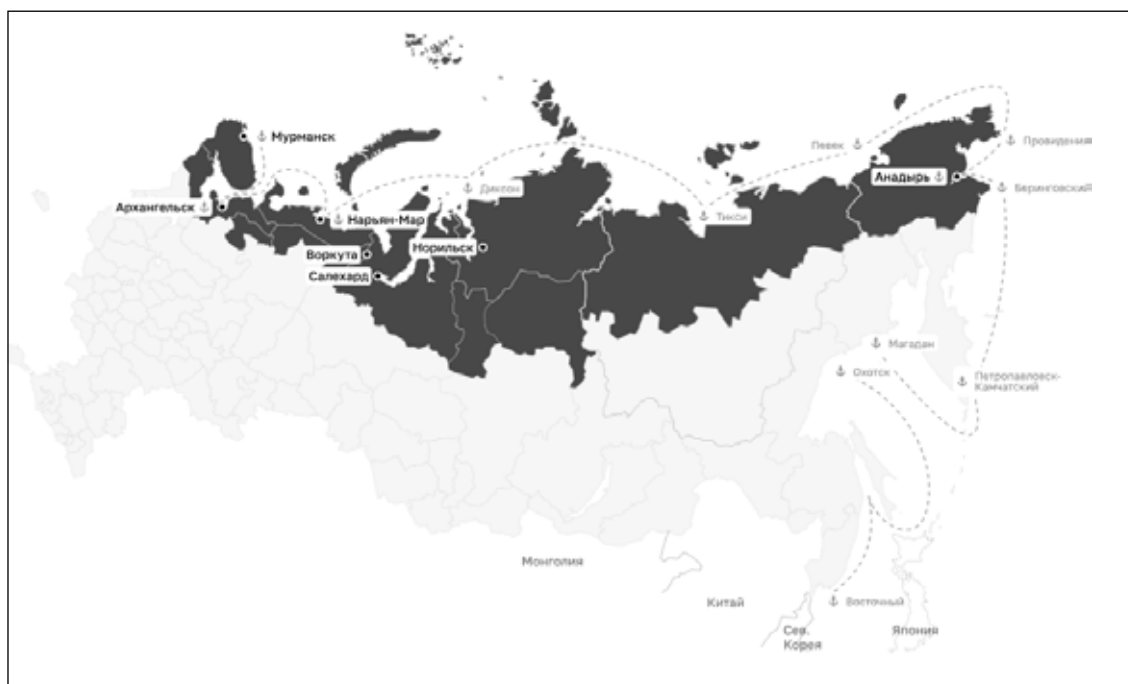 Мурманск
Певек
Провидения
Анадырь
Диксон
Беринговский
Архангельск
Нарьян-Мар
Тикси
Воркута
Норильск
Салехард
Магадан
Охотск
Петропавловск-
Камчатский
Монголия
Китай
Восточный
Сев.
Корея
Япония